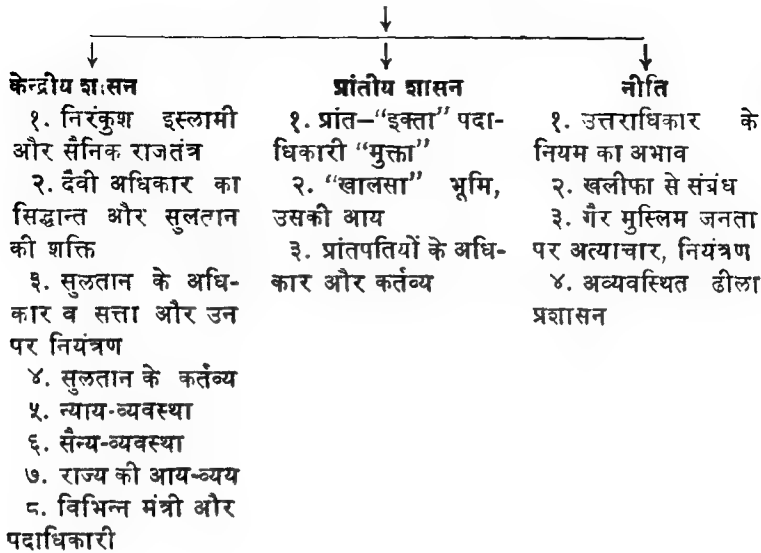 केन्द्रीय शासन
१. निरंकुश इस्लामी
और सैनिक राजतंत्र
२. दैवी अधिकार का
सिद्धान्त और सुलतान
की शक्ति
३. सुलतान के अधि-
कार व सत्ता और उन
पर नियंत्रण
४. सुलतान के कर्तव्य
५. न्याय-व्यवस्था
६. सैन्य-व्यवस्था
७. राज्य की आय-व्यय
८. विभिन्न मंत्री और
पदाधिकारी
प्रांतीय शासन
१. प्रांत–"इक्ता" पदा-
धिकारी "मुक्ता"
२. "खालसा" भूमि,
उसकी आय
३. प्रांतपतियों के अधि-
कार और कर्तव्य
नीति
१. उत्तराधिकार के
नियम का अभाव
२. खलीफा से संबंध
३. गैर मुस्लिम जनता
पर अत्याचार, नियंत्रण
४. अव्यवस्थित ढीला
प्रशासन